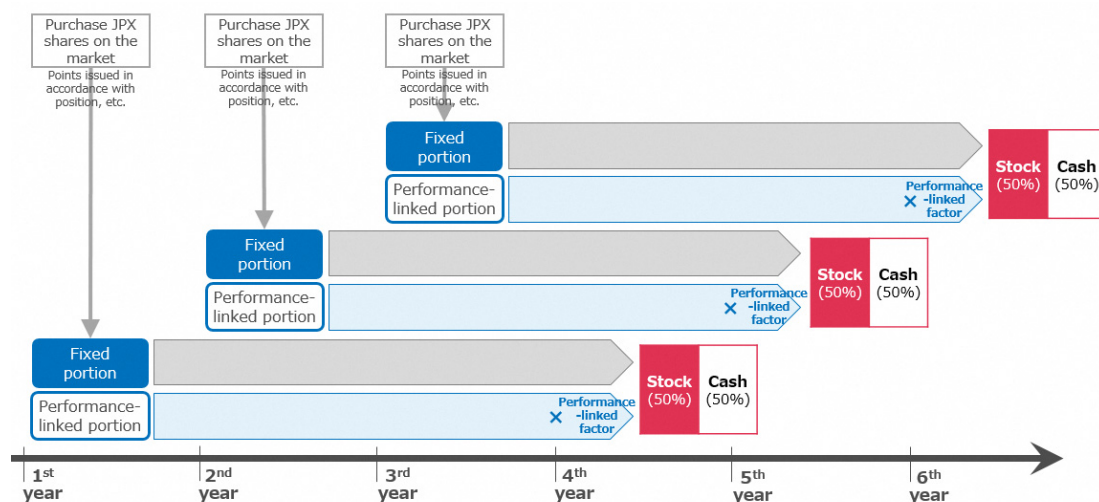 Purchase JPX
shares on the
market
Points issued in
accordance with
position, etc.
Purchase JPX
shares on the
market
Points issued in
accordance with
position, etc.
Purchase JPX
shares on the
market
Points issued in
accordance with
position, etc.
Fixed
portion
Performance-
linked portion
Performance
-linked
factor
×
Stock
(50%)
Cash
(50%)
Fixed
portion
Performance-
linked portion
Performance
-linked
factor
×
Stock
(50%)
Cash
(50%)
Fixed
portion
Performance-
linked portion
Performance
-linked
factor
×
Stock
(50%)
Cash
(50%)
1st
year
2nd
year
3rd
year
4th
year
5th
year
6th
year